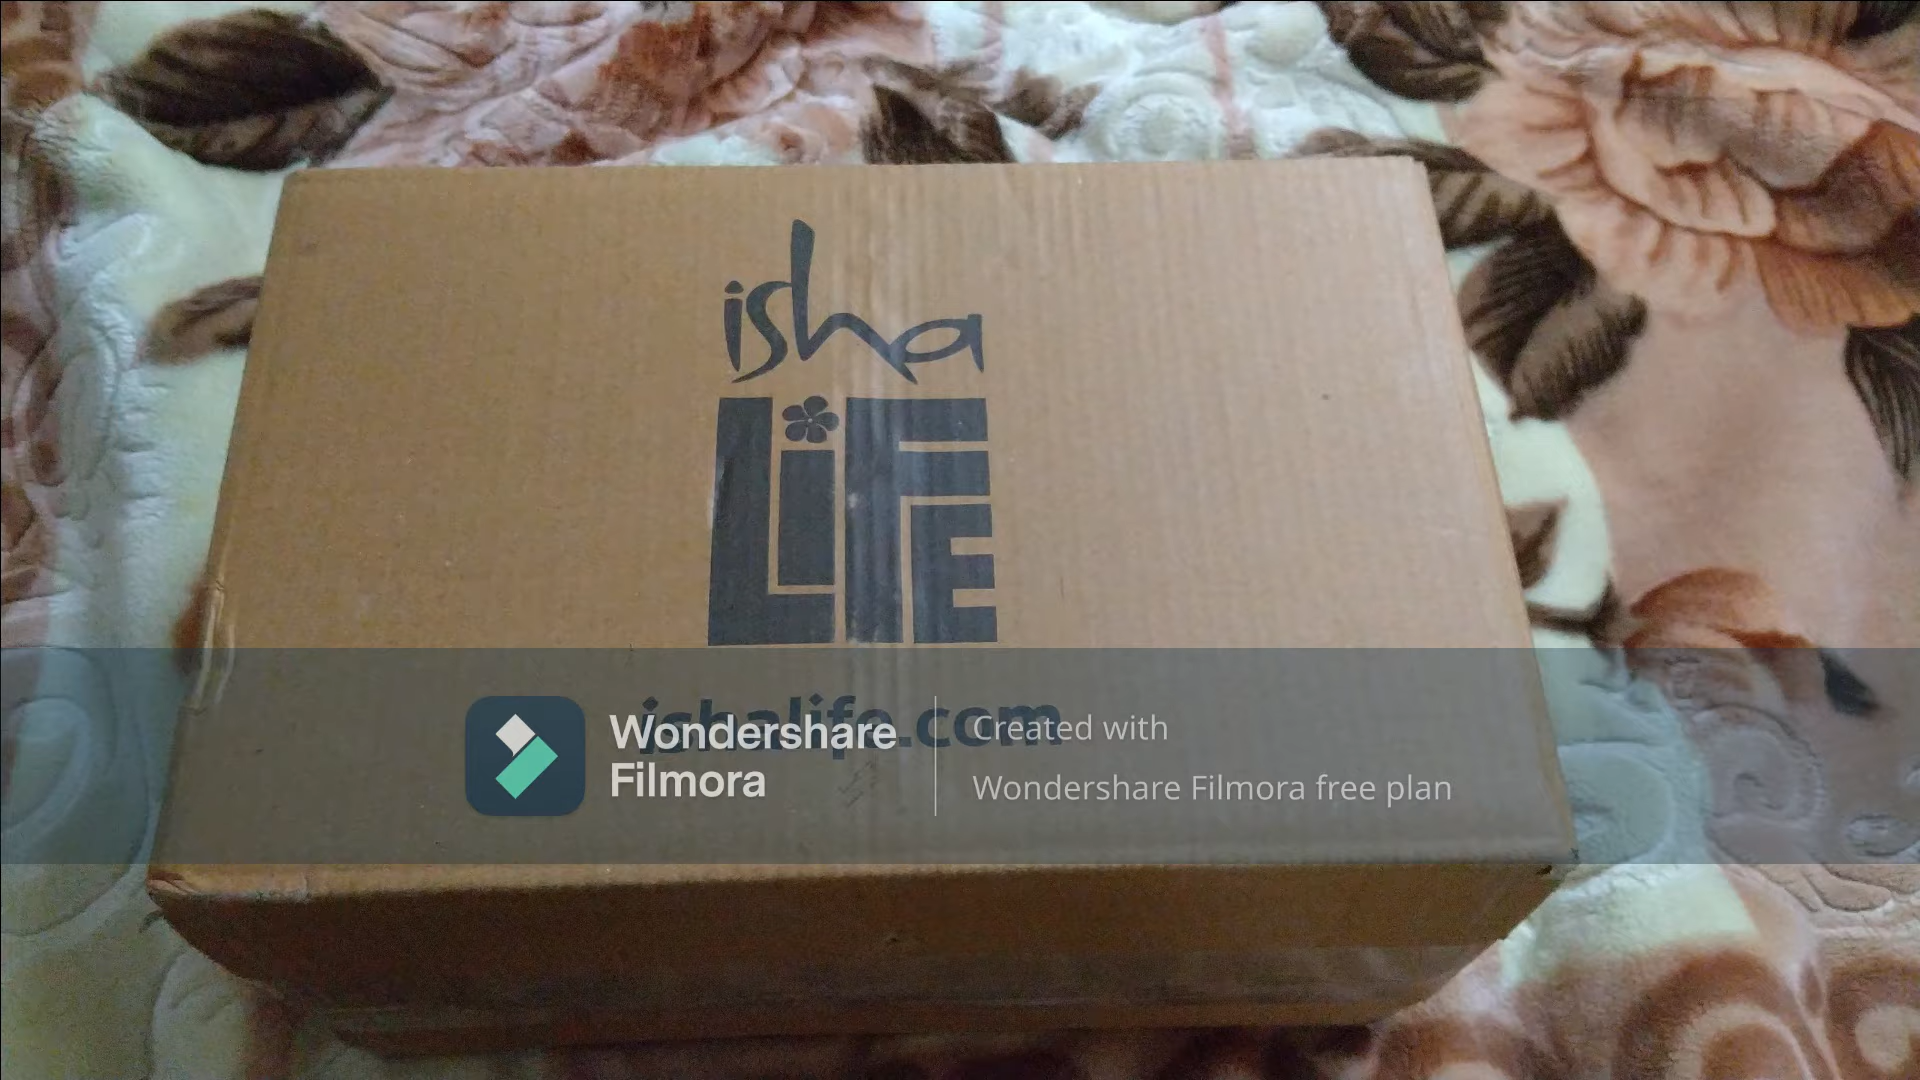 isha
LiFE
ishalife.com
Wondershare
Filmora
Created with
Wondershare Filmora free plan